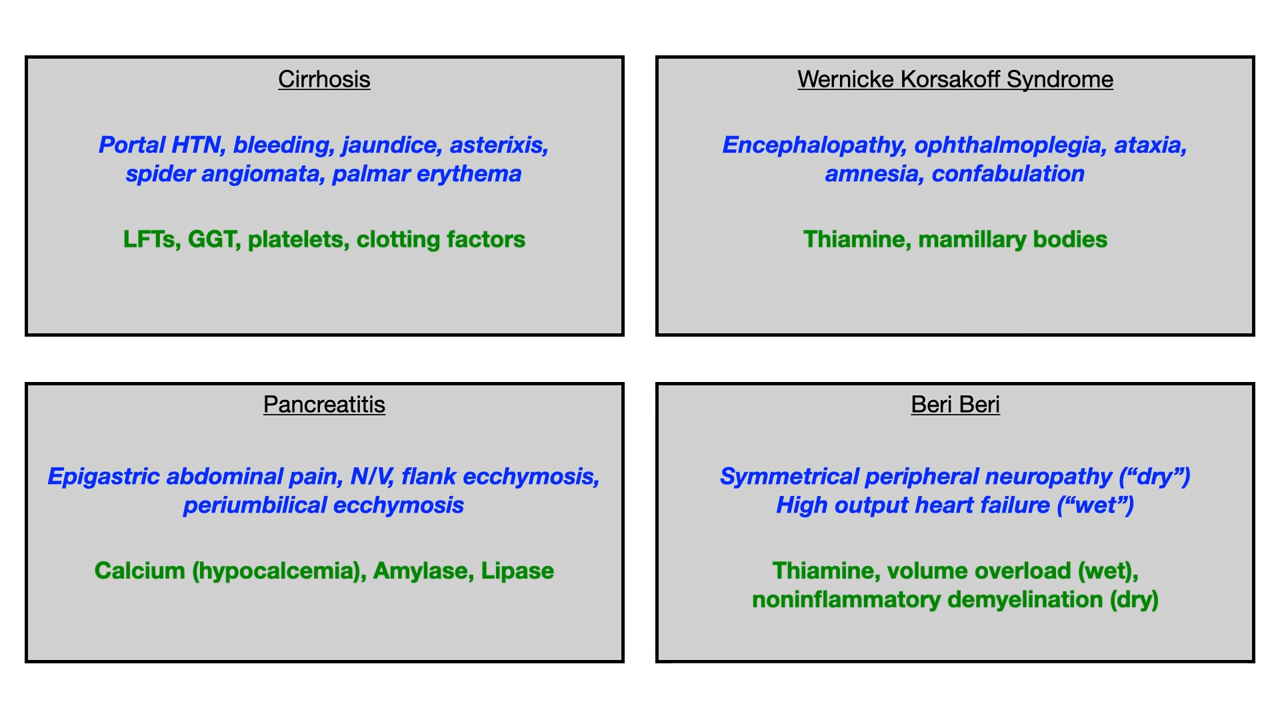 Cirrhosis
Portal HTN, bleeding, jaundice, asterixis,
spider angiomata, palmar erythema
LFTs, GGT, platelets, clotting factors
Wernicke Korsakoff Syndrome
Encephalopathy, ophthalmoplegia, ataxia,
amnesia, confabulation
Thiamine, mamillary bodies
Pancreatitis
Epigastric abdominal pain, N/V, flank ecchymosis,
periumbilical ecchymosis
Calcium (hypocalcemia), Amylase, Lipase
Beri Beri
Symmetrical peripheral neuropathy (“dry”)
High output heart failure (“wet”)
Thiamine, volume overload (wet),
noninflammatory demyelination (dry)